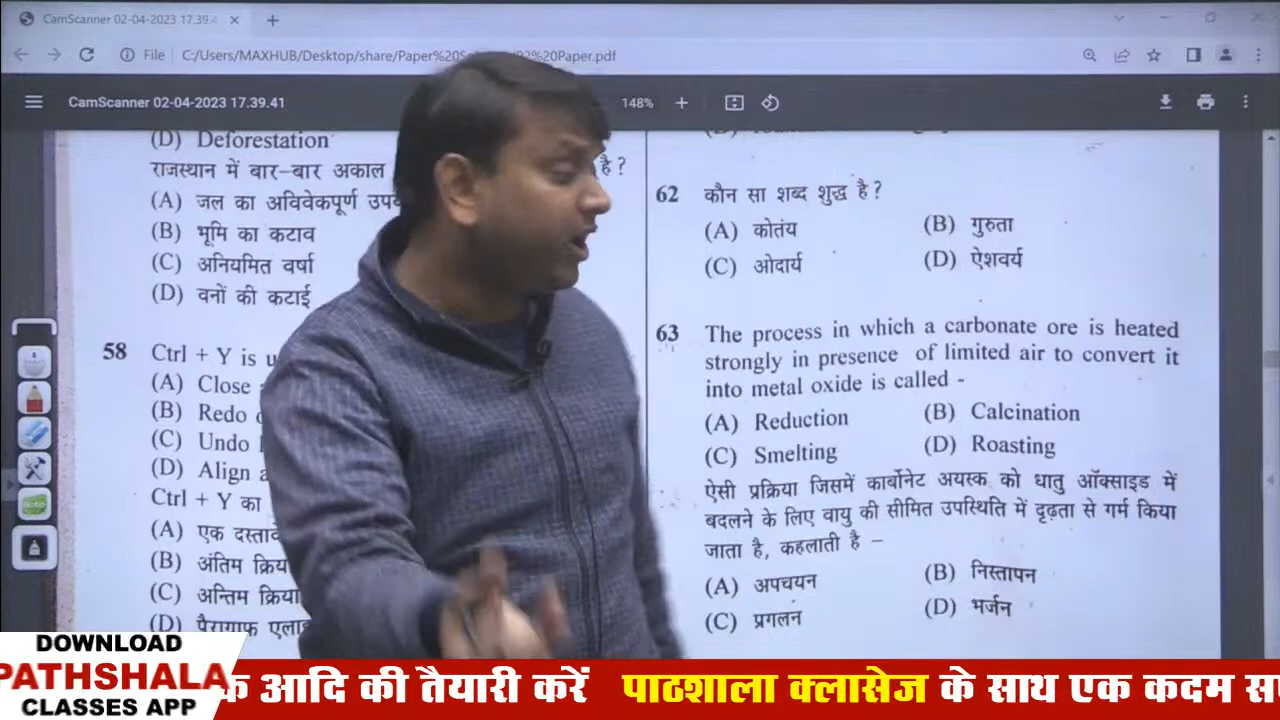 CamScanner 02-04-2023 17.39.4
File C:/Users/MAXHUB/Desktop/share/Paper%20 %20Paper.pdf
CamScanner 02-04-2023 17.39.41
148%
(D) Deforestation
राजस्थान में बार-बार अकाल है?
(A) जल का अविवेकपूर्ण
(B) भूमि का कटाव
(C) अनियमित वर्षा
(D) वनों की कटाई
58 Ctrl + Y is
(A) Close
(B) Redo
(C) Undo
(D) Align
Ctrl + Y का
(A) एक
(B) अंतिम
(C) अन्तिम
(D) पैराग्राफ
62 कौन सा शब्द शुद्ध है?
(A) कोतंय (B) गुरुता
(C) ओदार्य (D) ऐशवर्य
63 The process in which a carbonate ore is heated
strongly in presence of limited air to convert it
into metal oxide is called -
(A) Reduction (B) Calcination
(C) Smelting (D) Roasting
ऐसी प्रक्रिया जिसमें कार्बोनेट अयस्क को धातु ऑक्साइड में
बदलने के लिए वायु की सीमित उपस्थिति में दृढ़ता से गर्म किया
जाता है, कहलाती है –
(A) अपचयन (B) निस्तापन
(C) प्रगलन (D) भर्जन
DOWNLOAD
PATHSHALA
CLASSES APP
आदि की तैयारी करें पाठशाला क्लासेज के साथ एक कदम